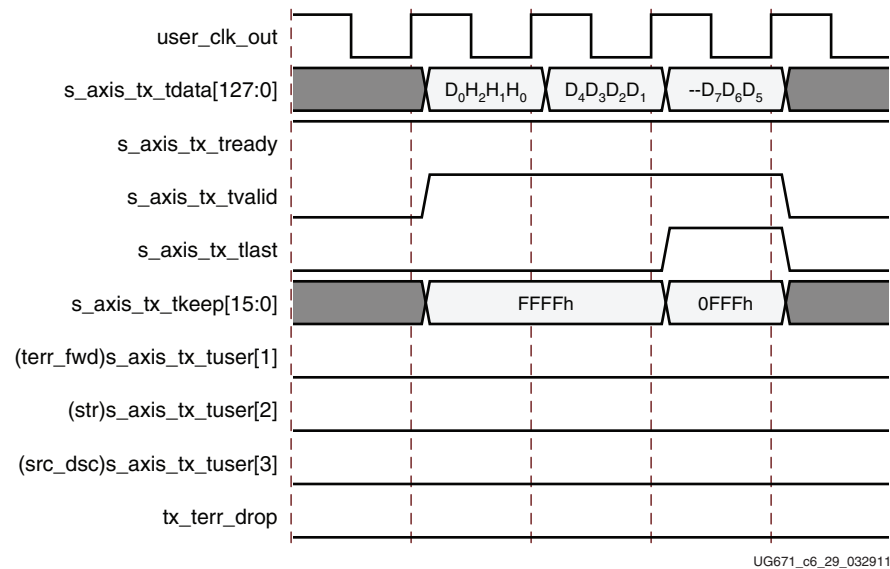 user_clk_out
s_axis_tx_tdata[127:0] D₀H₂H₁H₀ D₄D₃D₂D₁ --D₇D₆D₅
s_axis_tx_tready
s_axis_tx_tvalid
s_axis_tx_tlast
s_axis_tx_tkeep[15:0] FFFFh 0FFFh
(terr_fwd)s_axis_tx_tuser[1]
(str)s_axis_tx_tuser[2]
(src_dsc)s_axis_tx_tuser[3]
tx_terr_drop
UG671_c6_29_032911